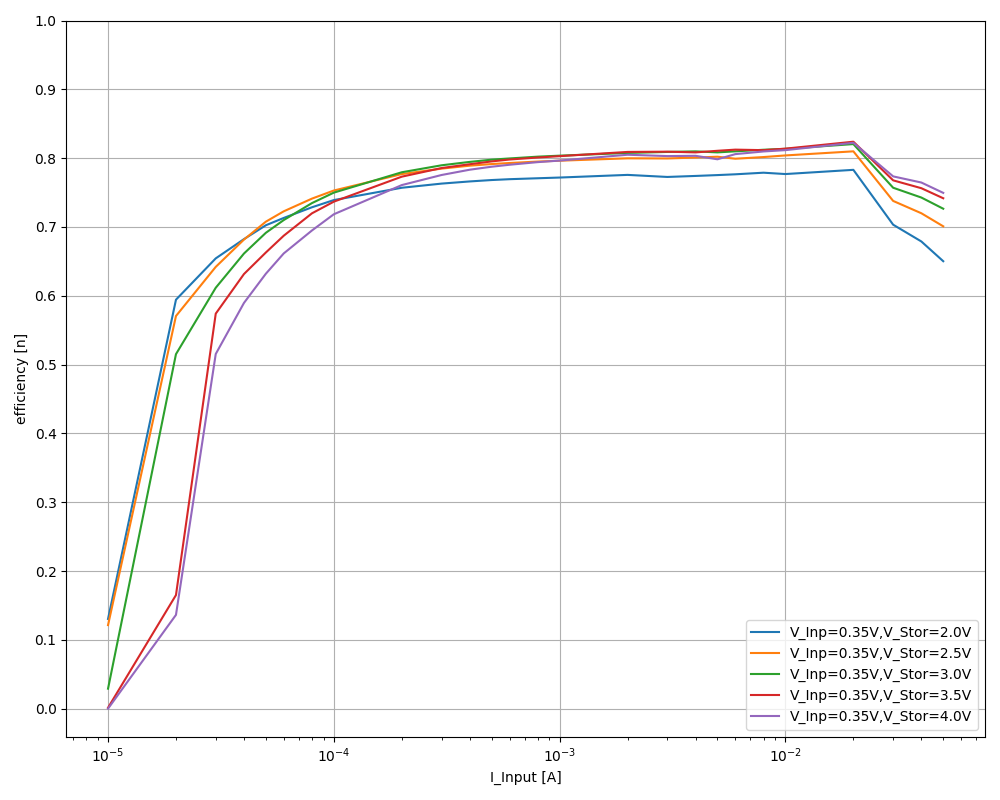 1.0
0.9
0.8
0.7
0.6
0.5
0.4
0.3
0.2
0.1
0.0
efficiency [n]
10⁻⁵
10⁻⁴
10⁻³
10⁻²
I_Input [A]
V_Inp=0.35V,V_Stor=2.0V
V_Inp=0.35V,V_Stor=2.5V
V_Inp=0.35V,V_Stor=3.0V
V_Inp=0.35V,V_Stor=3.5V
V_Inp=0.35V,V_Stor=4.0V